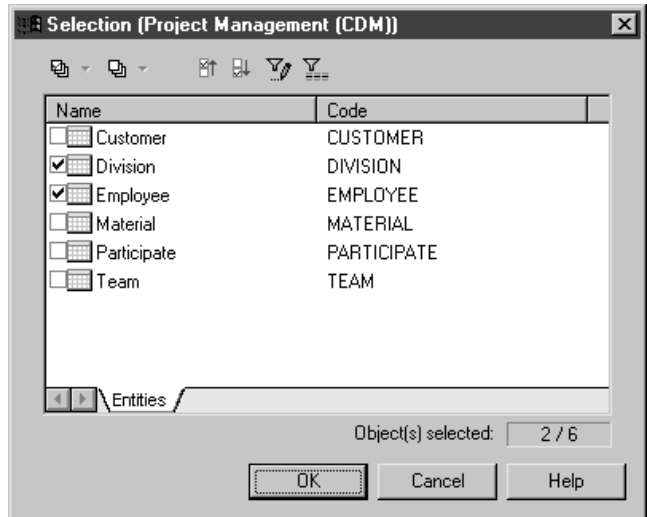 Selection (Project Management (CDM))
Name Code
Customer CUSTOMER
Division DIVISION
Employee EMPLOYEE
Material MATERIAL
Participate PARTICIPATE
Team TEAM
Entities
Object(s) selected: 2 / 6
OK Cancel Help